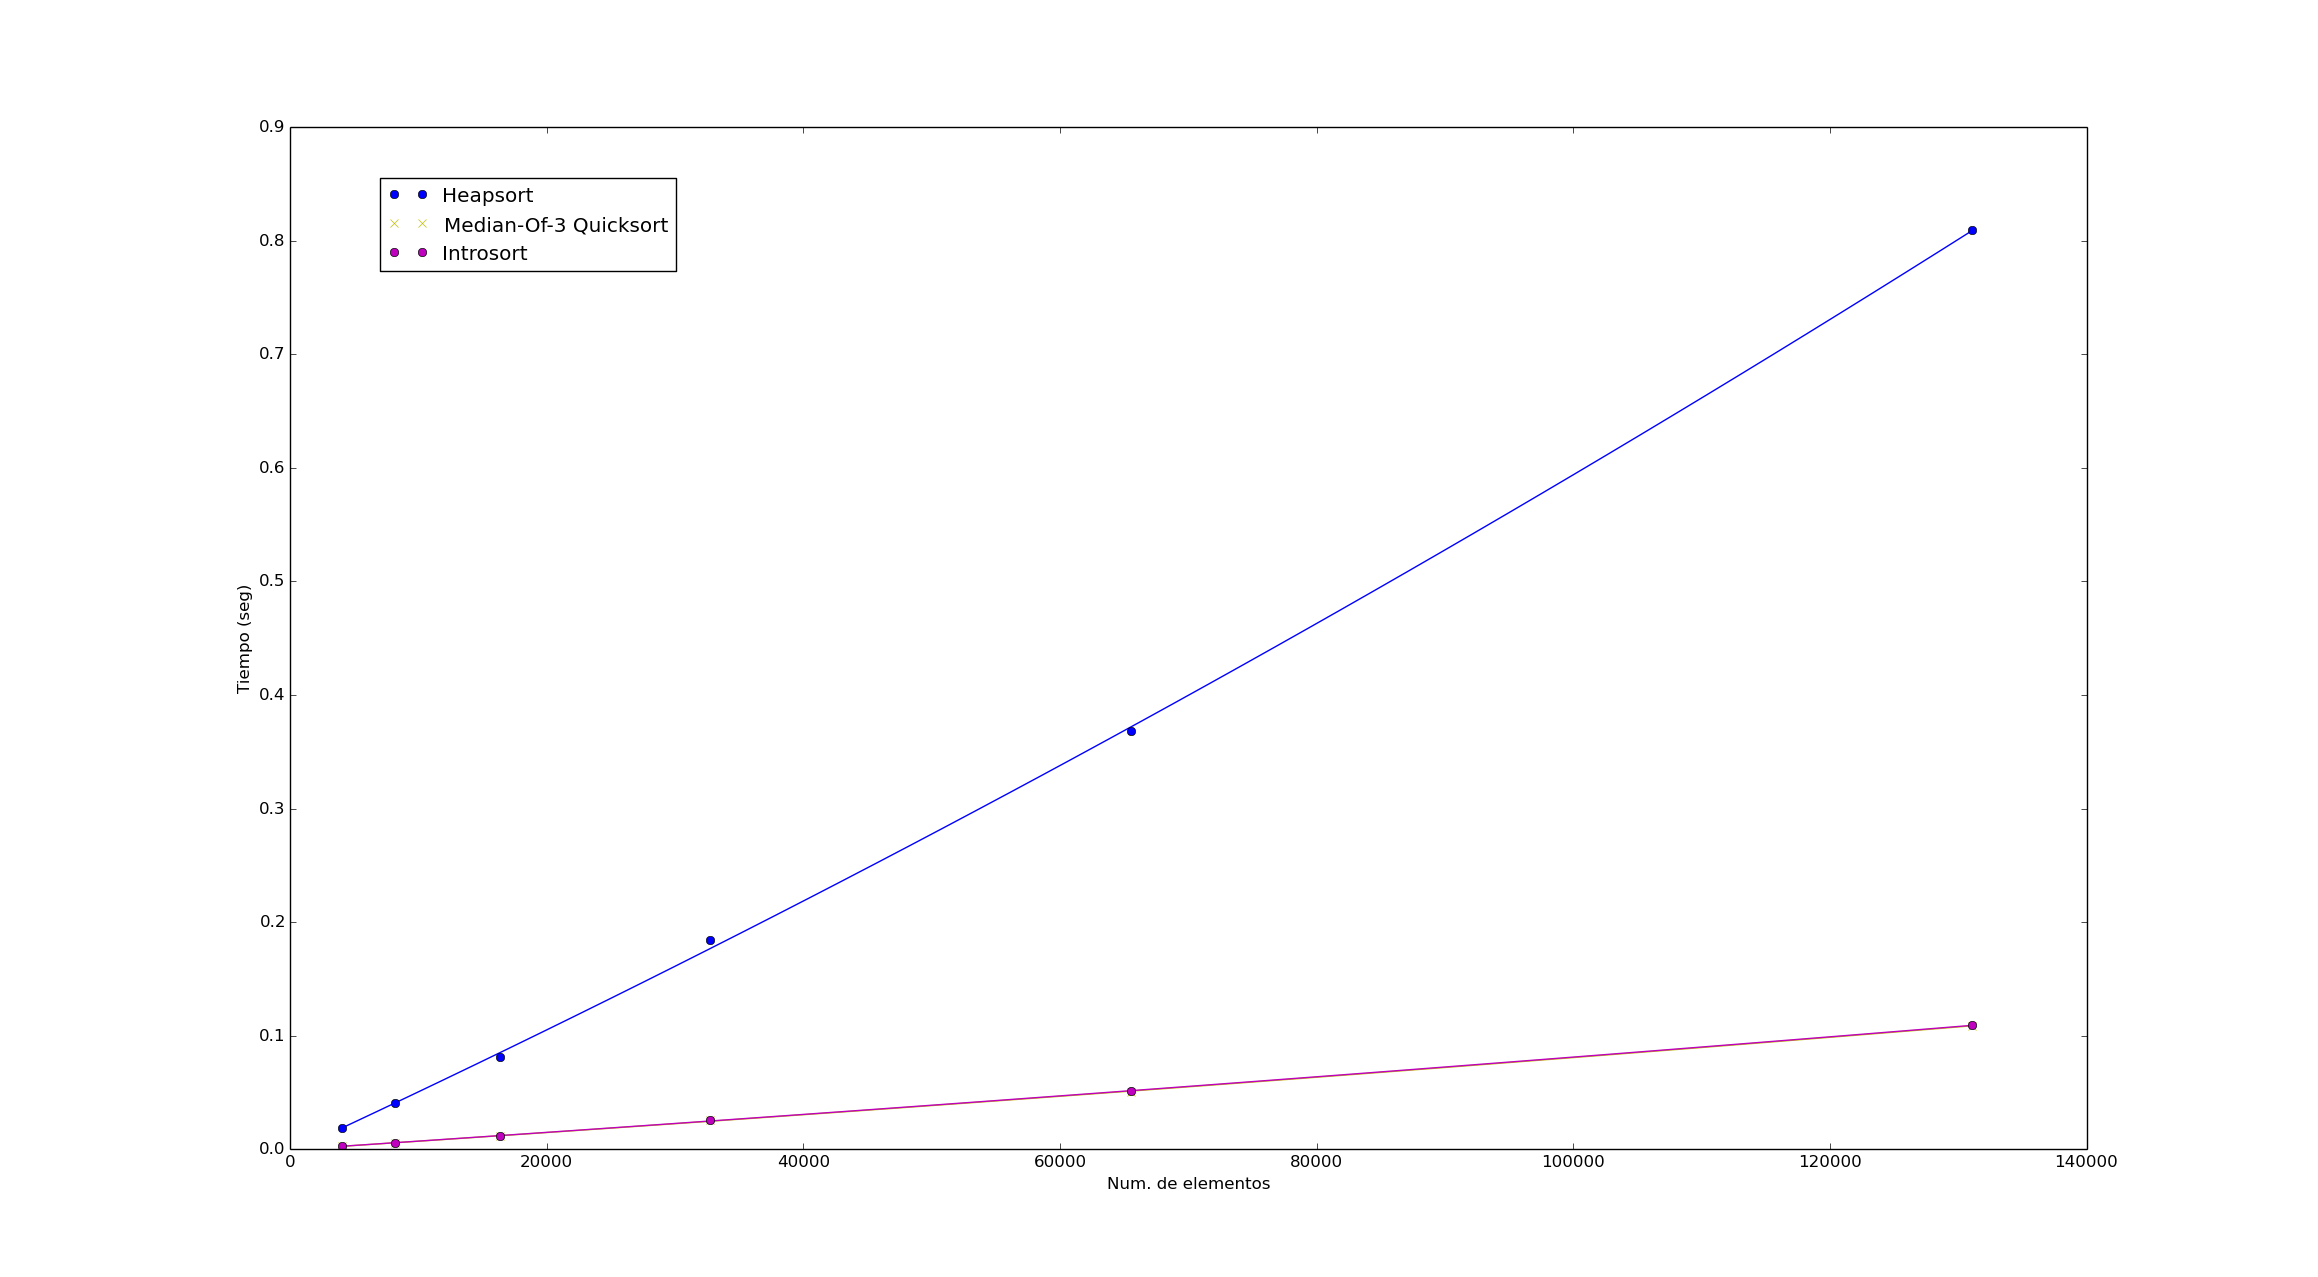 0.9
0.8
0.7
0.6
0.5
0.4
0.3
0.2
0.1
0.0
Tiempo (seg)
Heapsort
Median-Of-3 Quicksort
Introsort
0 20000 40000 60000 80000 100000 120000 140000
Num. de elementos